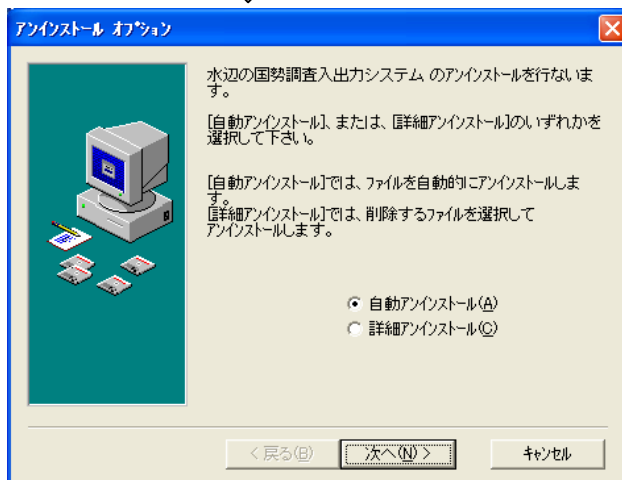 ｱﾝｲﾝｽﾄｰﾙ ｵﾌﾟｼｮﾝ
水辺の国勢調査入出力システム のｱﾝｲﾝｽﾄｰﾙを行ないま
す。
[自動ｱﾝｲﾝｽﾄｰﾙ]、または、[詳細ｱﾝｲﾝｽﾄｰﾙ]のいずれかを
選択して下さい。
[自動ｱﾝｲﾝｽﾄｰﾙ]では、ﾌｧｲﾙを自動的にｱﾝｲﾝｽﾄｰﾙしま
す。
[詳細ｱﾝｲﾝｽﾄｰﾙ]では、削除するﾌｧｲﾙを選択して
ｱﾝｲﾝｽﾄｰﾙします。
自動ｱﾝｲﾝｽﾄｰﾙ(A)
詳細ｱﾝｲﾝｽﾄｰﾙ(C)
< 戻る(B) 次へ(N) > ｷｬﾝｾﾙ